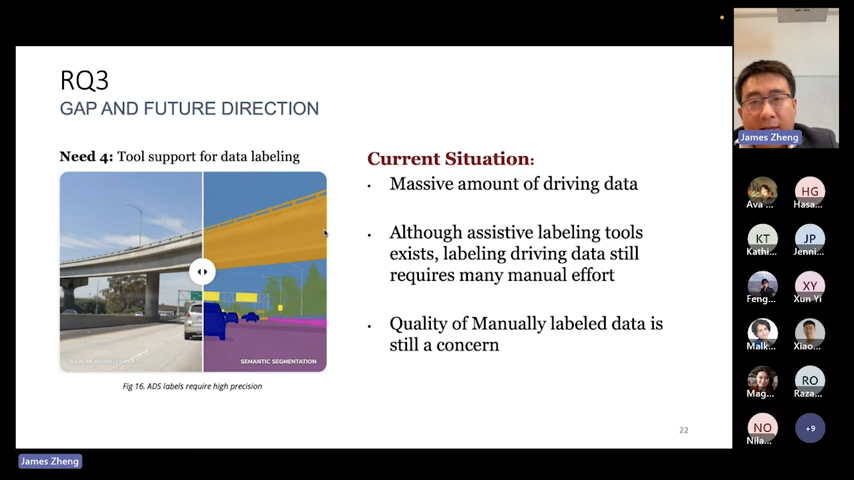 RQ3
GAP AND FUTURE DIRECTION
Need 4: Tool support for data labeling
SEMANTIC SEGMENTATION
Fig 16. ADS labels require high precision
Current Situation:
• Massive amount of driving data
• Although assistive labeling tools
exists, labeling driving data still
requires many manual effort
• Quality of Manually labeled data is
still a concern
22
James Zheng
James Zheng
Ava ...
HG
Hasa...
KT
Kathi...
JP
Jenni...
Feng...
XY
Xun Yi
Malk...
Xiao...
Mag...
RO
Raza...
NO
Nila...
+9